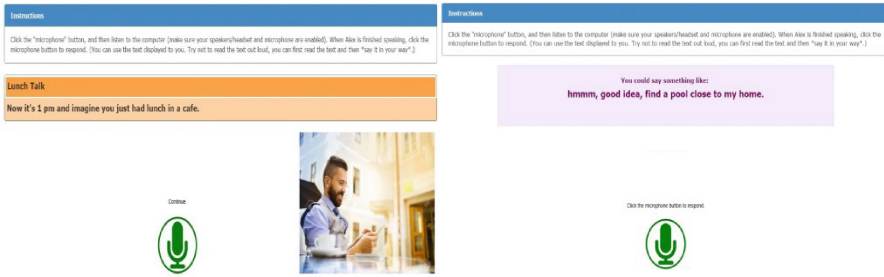 Instructions
Click the "microphone" button, and then listen to the computer (make sure your speakers/headset and microphone are enabled). When Alex is finished speaking, click the
microphone button to respond. (You can use the text displayed to you. Try not to read the text out loud, you can first read the text and then "say it in your way".)
Lunch Talk
Now it's 1 pm and imagine you just had lunch in a cafe.
Continue
Instructions
Click the "microphone" button, and then listen to the computer (make sure your speakers/headset and microphone are enabled). When Alex is finished speaking, click the
microphone button to respond. (You can use the text displayed to you. Try not to read the text out loud, you can first read the text and then "say it in your way".)
You could say something like:
hmmm, good idea, find a pool close to my home.
Click the microphone button to respond.